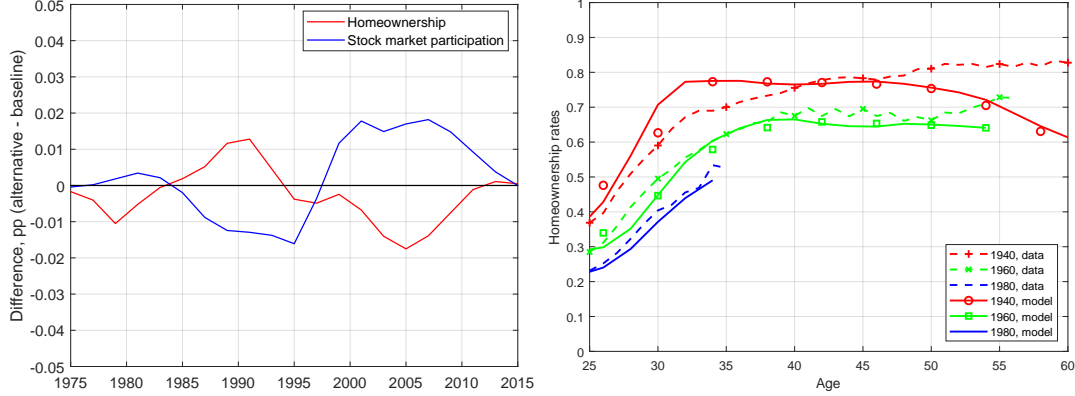 0.05
0.04
0.03
0.02
0.01
0
-0.01
-0.02
-0.03
-0.04
-0.05
Difference, pp (alternative - baseline)
1975 1980 1985 1990 1995 2000 2005 2010 2015
Homeownership
Stock market participation
1
0.9
0.8
0.7
0.6
0.5
0.4
0.3
0.2
0.1
0
Homeownership rates
25 30 35 40 45 50 55 60
Age
1940, data
1960, data
1980, data
1940, model
1960, model
1980, model